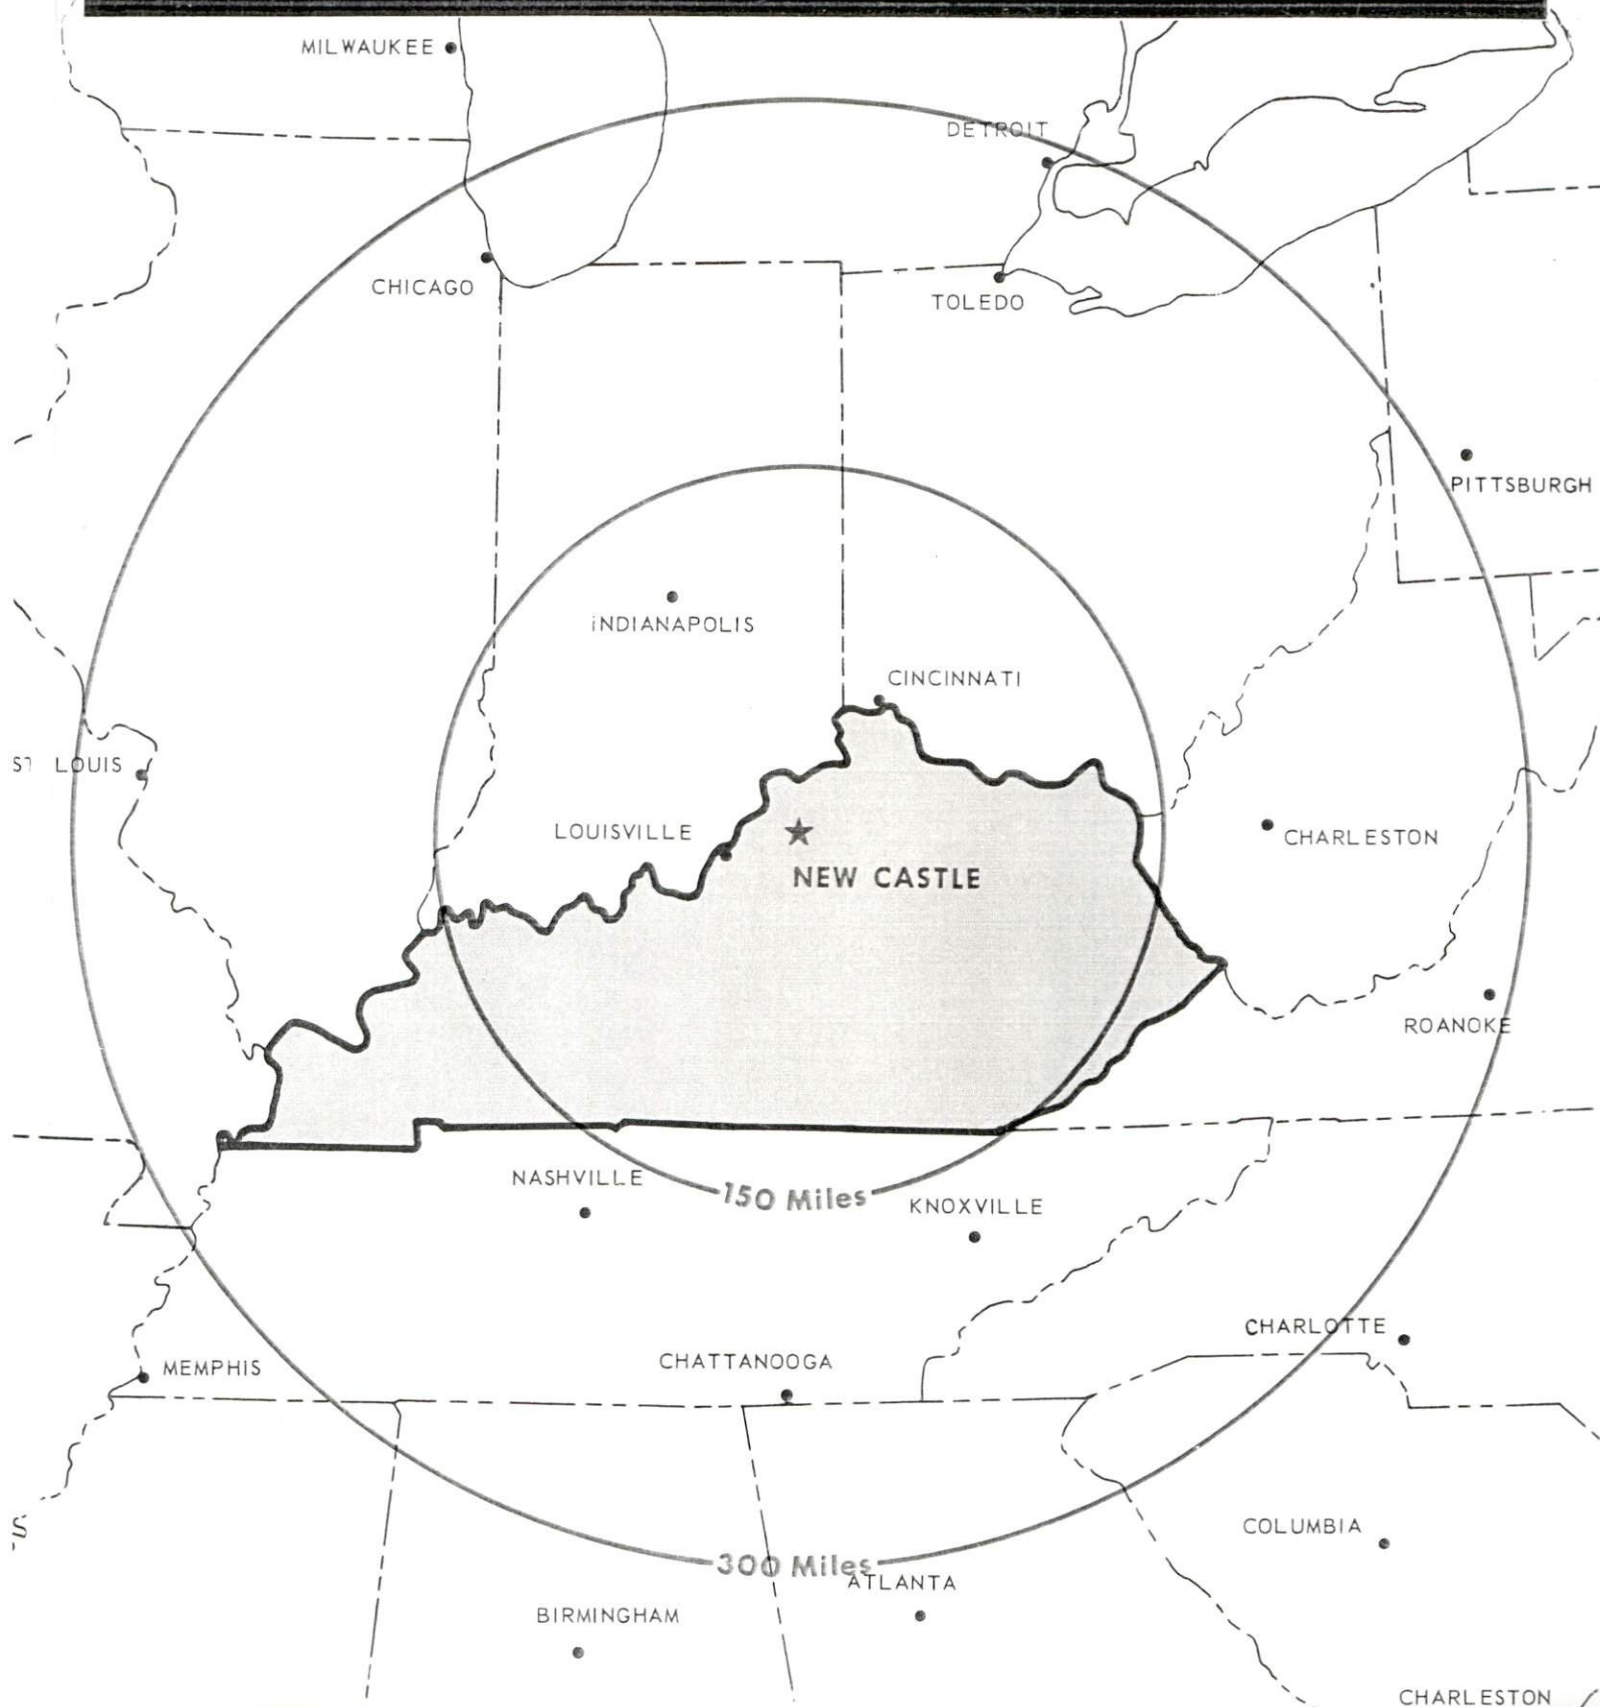 MILWAUKEE
DETROIT
CHICAGO
TOLEDO
PITTSBURGH
iNDIANAPOLIS
CINCINNATI
ST LOUIS
LOUISVILLE
CHARLESTON
NEW CASTLE
ROANOKE
NASHVILLE
150 Miles
KNOXVILLE
CHARLOTTE
CHATTANOOGA
MEMPHIS
S
COLUMBIA
300 Miles
ATLANTA
BIRMINGHAM
CHARLESTON